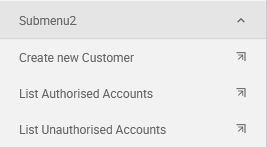 Submenu2
Create new Customer
List Authorised Accounts
List Unauthorised Accounts